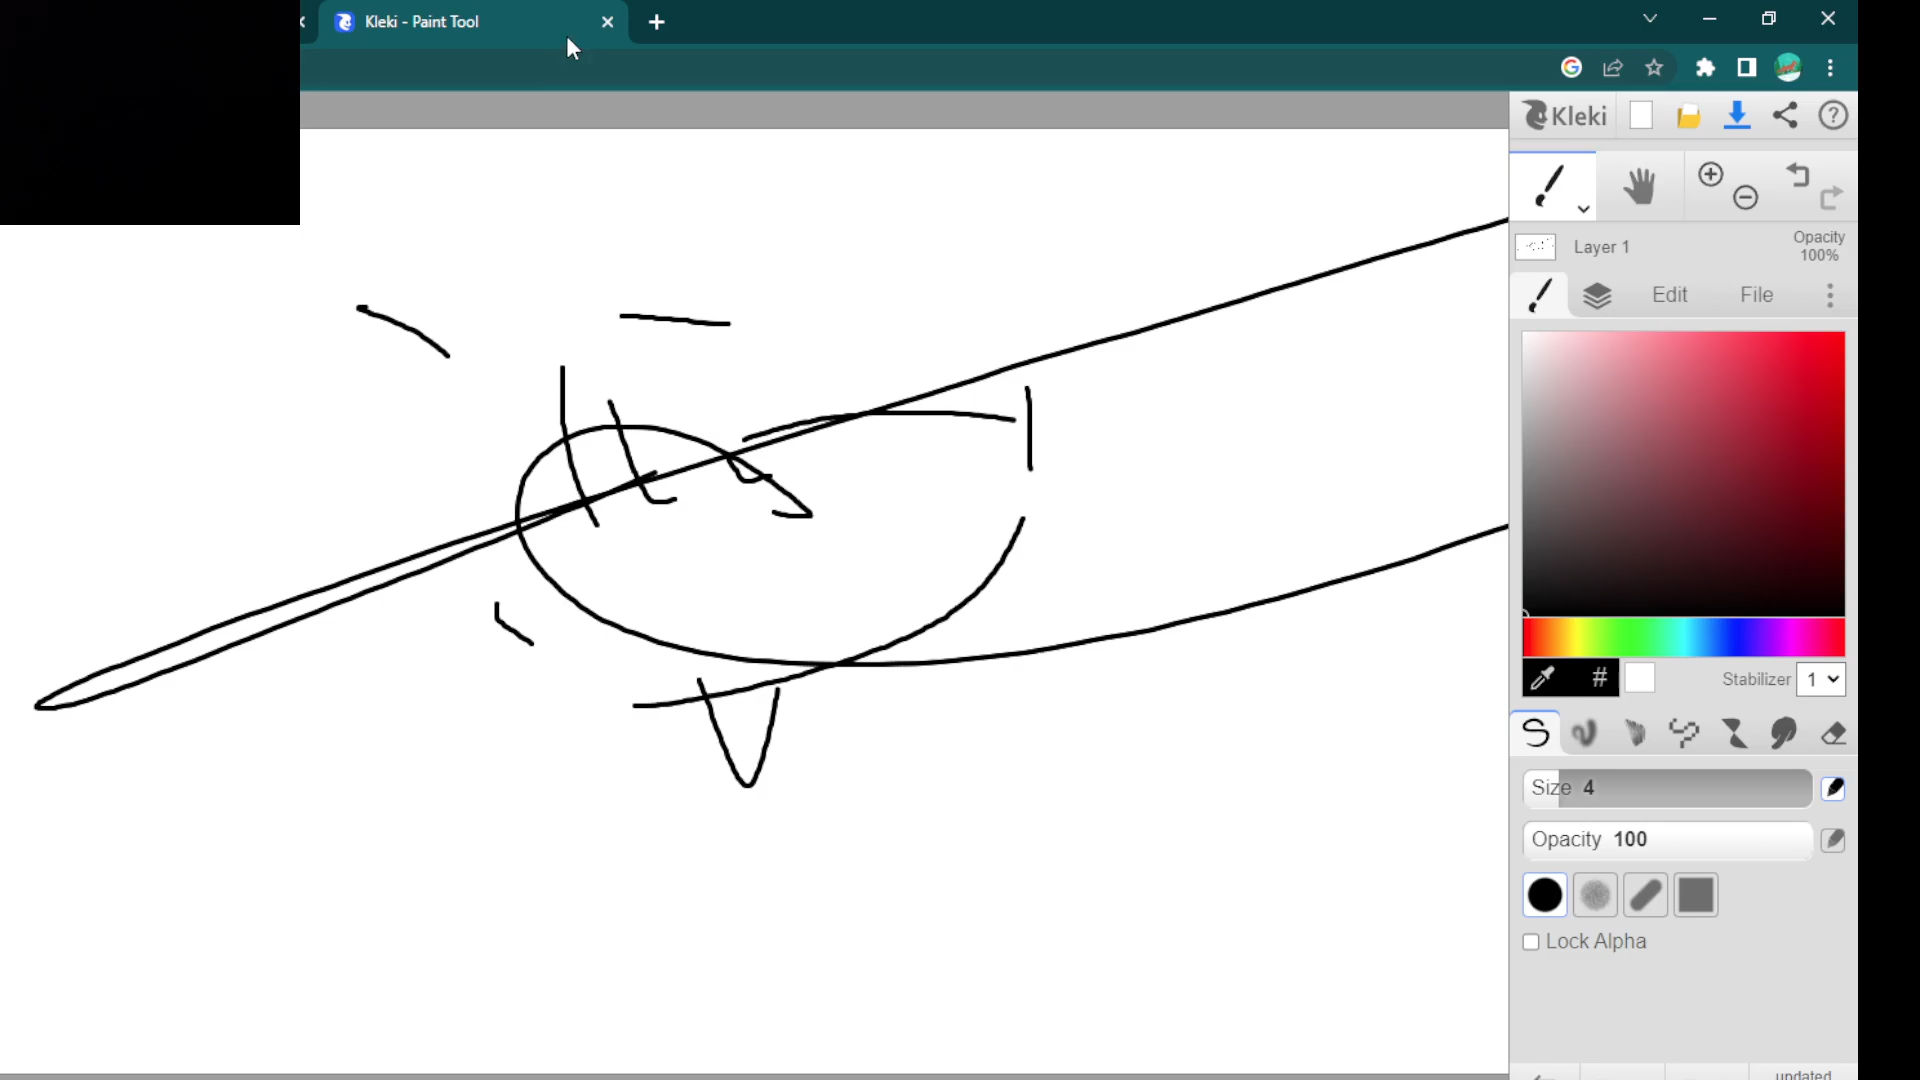 Kleki - Paint Tool
Kleki
Layer 1
Opacity
100%
Edit
File
#
Stabilizer 1
Size 4
Opacity 100
Lock Alpha
updated